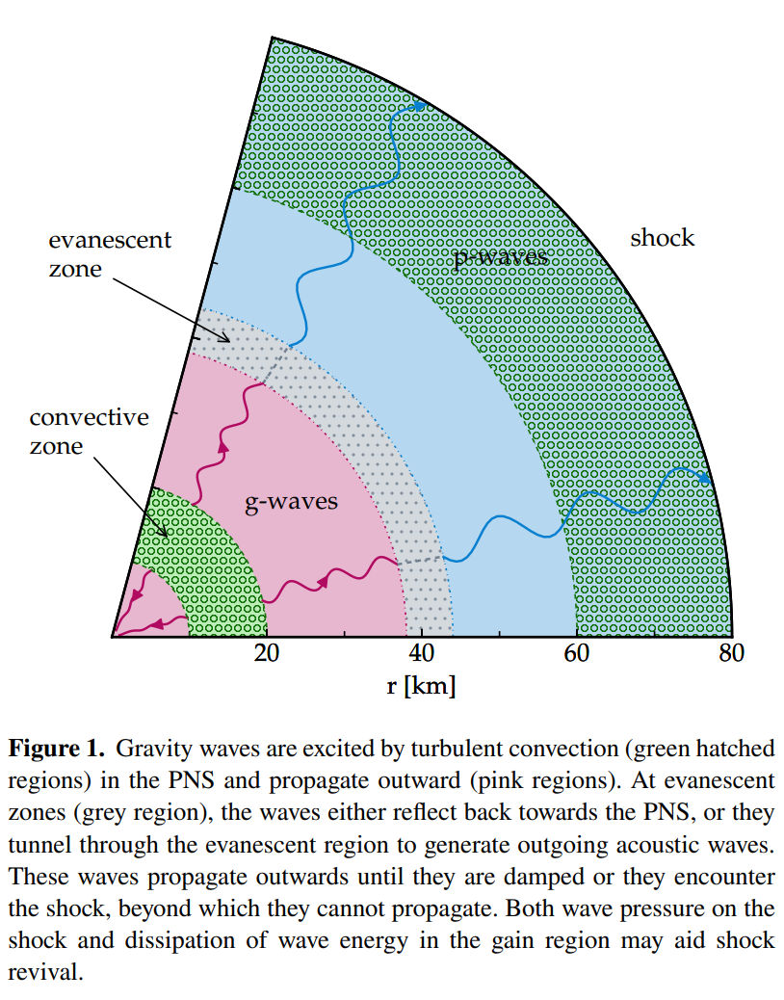 evanescent
zone
shock
p-waves
convective
zone
g-waves
20 40 60 80
r [km]
Figure 1. Gravity waves are excited by turbulent convection (green hatched
regions) in the PNS and propagate outward (pink regions). At evanescent
zones (grey region), the waves either reflect back towards the PNS, or they
tunnel through the evanescent region to generate outgoing acoustic waves.
These waves propagate outwards until they are damped or they encounter
the shock, beyond which they cannot propagate. Both wave pressure on the
shock and dissipation of wave energy in the gain region may aid shock
revival.